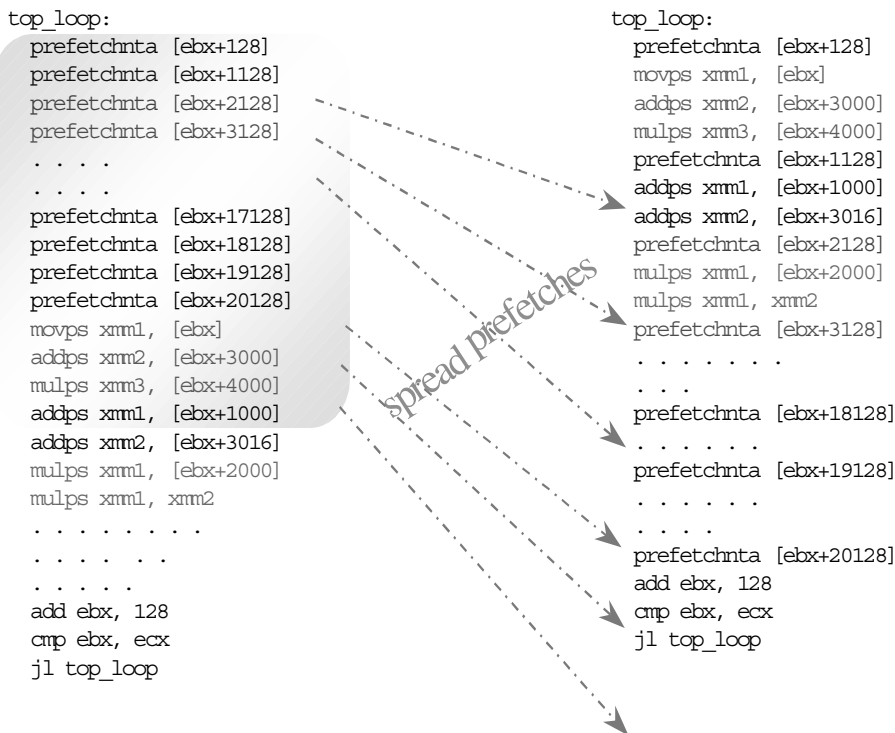 top_loop:
prefetchnta [ebx+128]
prefetchnta [ebx+1128]
prefetchnta [ebx+2128]
prefetchnta [ebx+3128]
. . . .
. . . .
prefetchnta [ebx+17128]
prefetchnta [ebx+18128]
prefetchnta [ebx+19128]
prefetchnta [ebx+20128]
movps xmm1, [ebx]
addps xmm2, [ebx+3000]
mulps xmm3, [ebx+4000]
addps xmm1, [ebx+1000]
addps xmm2, [ebx+3016]
mulps xmm1, [ebx+2000]
mulps xmm1, xmm2
. . . . . . . .
. . . . . .
. . . . .
add ebx, 128
cmp ebx, ecx
jl top_loop
spread prefetches
top_loop:
prefetchnta [ebx+128]
movps xmm1, [ebx]
addps xmm2, [ebx+3000]
mulps xmm3, [ebx+4000]
prefetchnta [ebx+1128]
addps xmm1, [ebx+1000]
addps xmm2, [ebx+3016]
prefetchnta [ebx+2128]
mulps xmm1, [ebx+2000]
mulps xmm1, xmm2
prefetchnta [ebx+3128]
. . . . . . .
. . .
prefetchnta [ebx+18128]
. . . . . .
prefetchnta [ebx+19128]
. . . . . .
. . . .
prefetchnta [ebx+20128]
add ebx, 128
cmp ebx, ecx
jl top_loop